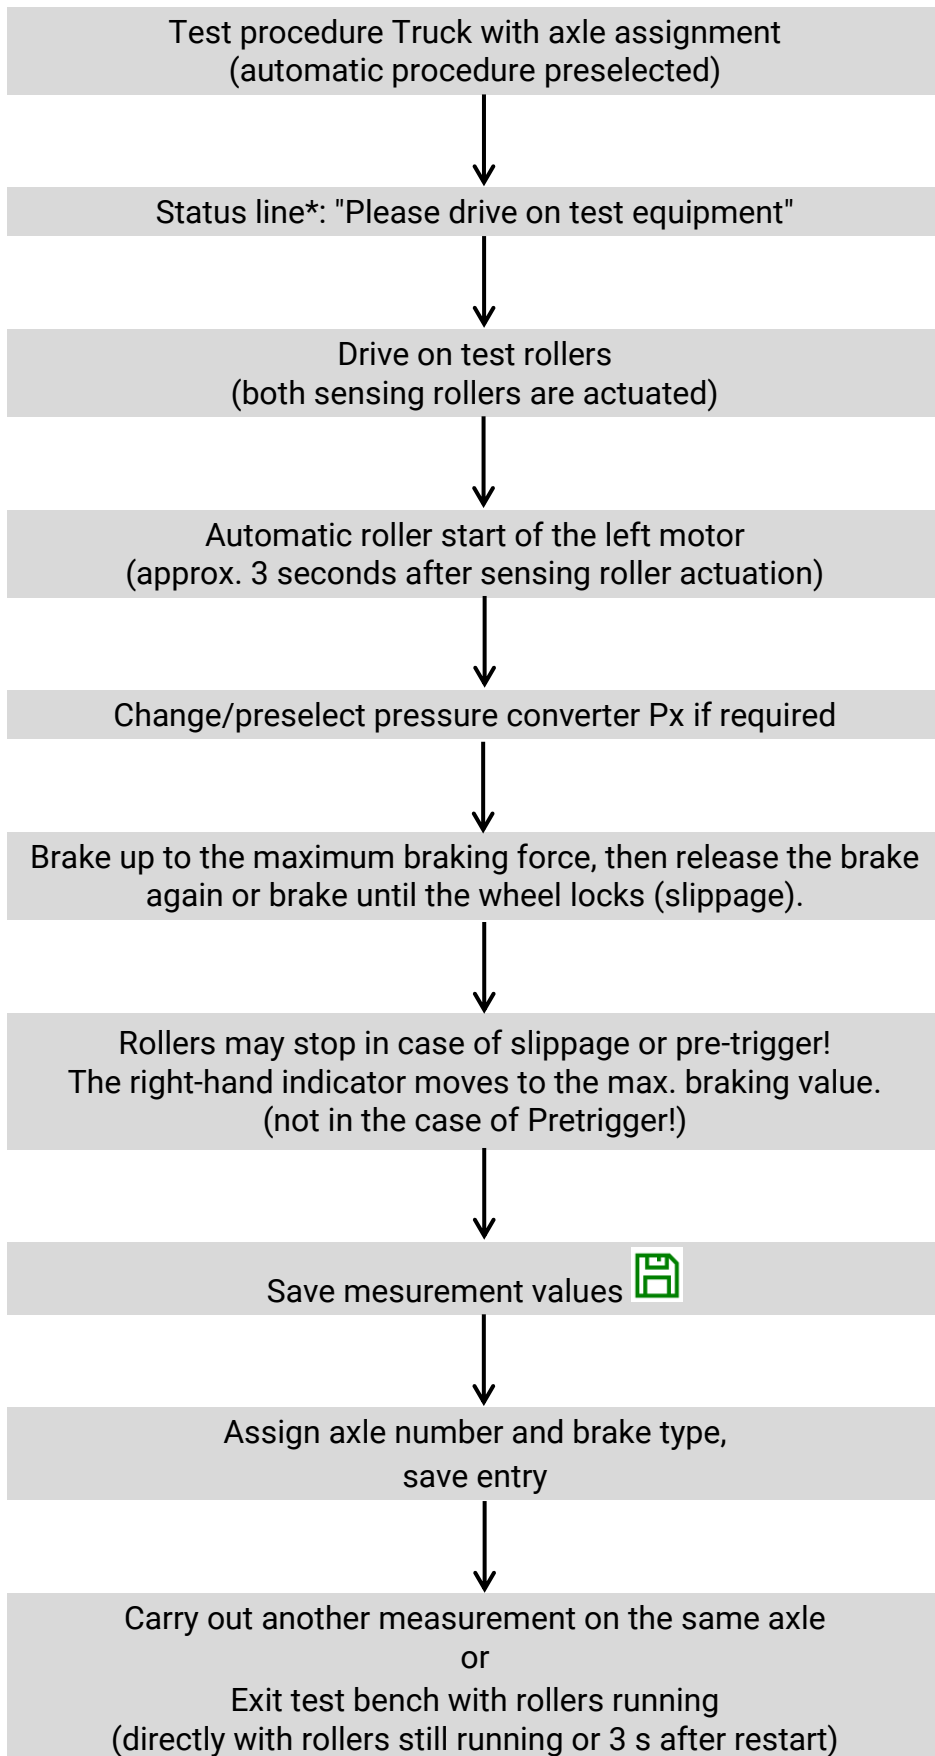 Test procedure Truck with axle assignment
(automatic procedure preselected)
Status line*: "Please drive on test equipment"
Drive on test rollers
(both sensing rollers are actuated)
Automatic roller start of the left motor
(approx. 3 seconds after sensing roller actuation)
Change/preselect pressure converter Px if required
Brake up to the maximum braking force, then release the brake
again or brake until the wheel locks (slippage).
Rollers may stop in case of slippage or pre-trigger!
The right-hand indicator moves to the max. braking value.
(not in the case of Pretrigger!)
Save mesurement values
Assign axle number and brake type,
save entry
Carry out another measurement on the same axle
or
Exit test bench with rollers running
(directly with rollers still running or 3 s after restart)